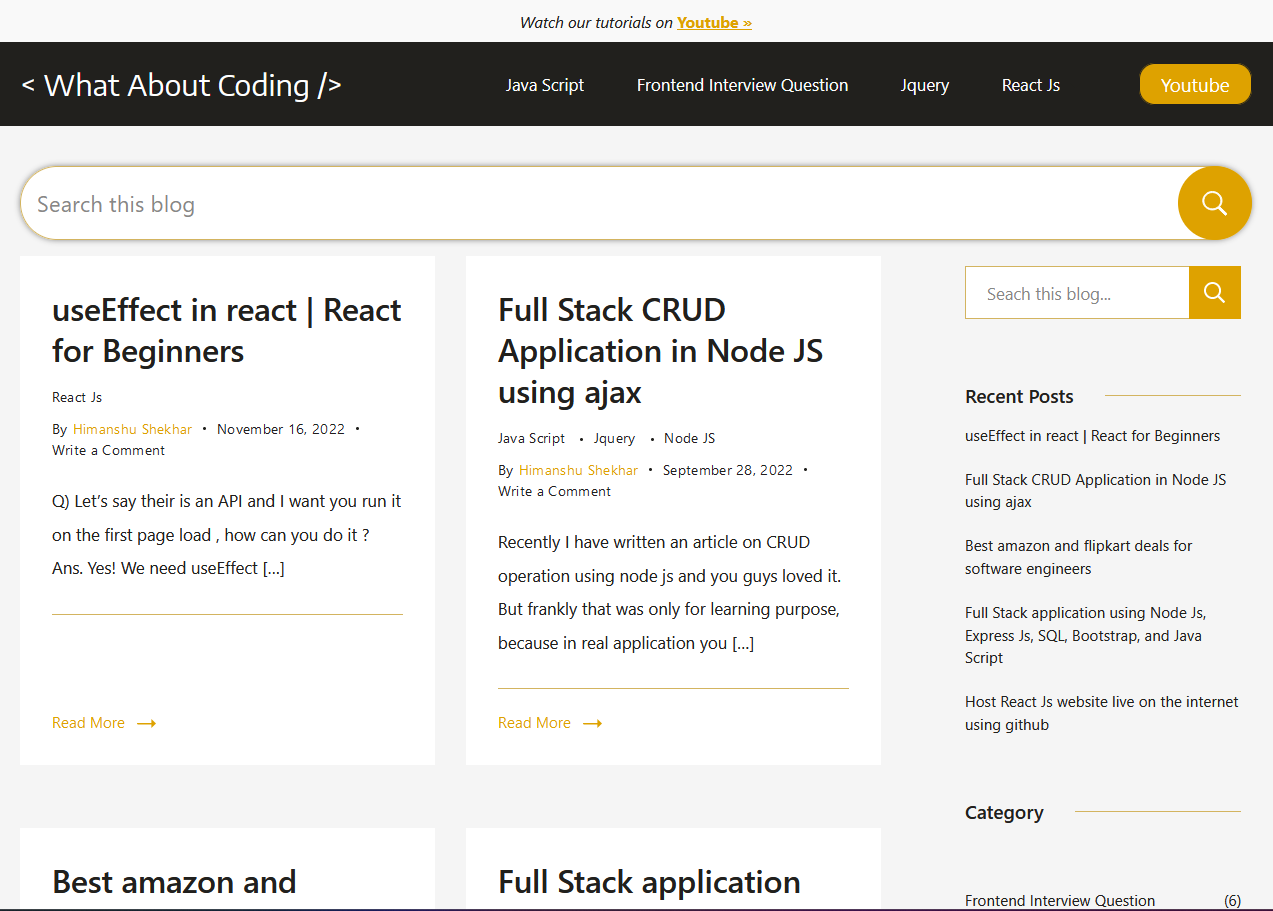 Watch our tutorials on Youtube »
< What About Coding />
Java Script
Frontend Interview Question
Jquery
React Js
Youtube
Search this blog
useEffect in react | React
for Beginners
React Js
By Himanshu Shekhar • November 16, 2022 •
Write a Comment
Q) Let’s say their is an API and I want you run it
on the first page load , how can you do it ?
Ans. Yes! We need useEffect […]
Read More →
Full Stack CRUD
Application in Node JS
using ajax
Java Script • Jquery • Node JS
By Himanshu Shekhar • September 28, 2022 •
Write a Comment
Recently I have written an article on CRUD
operation using node js and you guys loved it.
But frankly that was only for learning purpose,
because in real application you […]
Read More →
Best amazon and
Full Stack application
Seach this blog...
Recent Posts
useEffect in react | React for Beginners
Full Stack CRUD Application in Node JS
using ajax
Best amazon and flipkart deals for
software engineers
Full Stack application using Node Js,
Express Js, SQL, Bootstrap, and Java
Script
Host React Js website live on the internet
using github
Category
Frontend Interview Question (6)